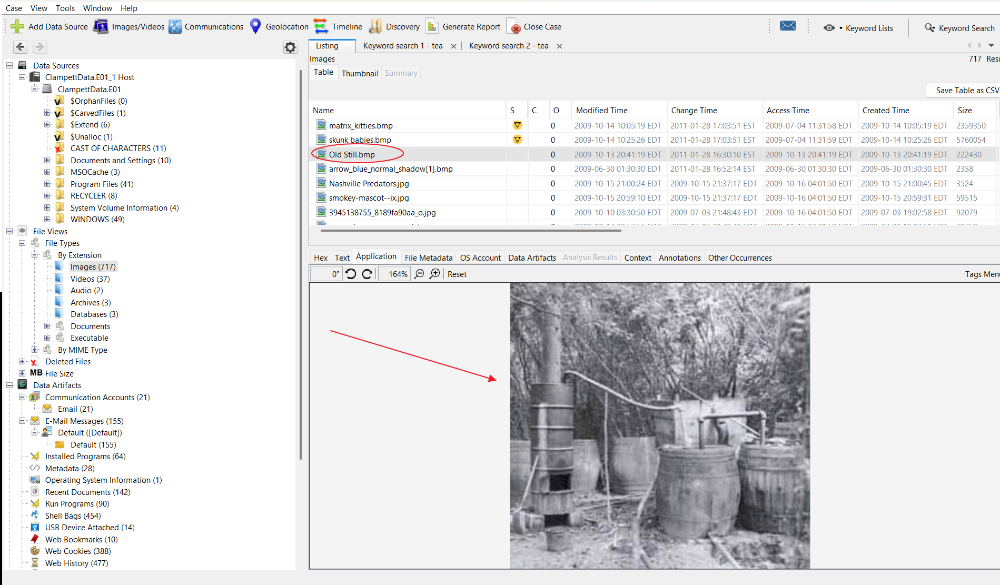 Case View Tools Window Help
Add Data Source Images/Videos Communications Geolocation Timeline Discovery Generate Report Close Case Keyword Lists Keyword Search
Listing Keyword search 1 - tea Keyword search 2 - tea
Images 717
Table Thumbnail Summary
Save Table as CSV
Name S C O Modified Time Change Time Access Time Created Time Size
matrix_kitties.bmp 0 2009-10-14 10:05:19 EDT 2011-01-28 17:03:51 EST 2009-07-04 11:31:58 EDT 2009-10-14 10:05:19 EDT 2359350
skunk babies.bmp 0 2009-10-14 10:25:26 EDT 2011-01-28 17:03:51 EST 2009-07-04 11:31:58 EDT 2009-10-14 10:25:26 EDT 5760054
Old Still.bmp 0 2009-10-13 20:41:19 EDT 2011-01-28 16:30:10 EST 2009-10-13 20:41:19 EDT 2009-10-13 20:41:19 EDT 222430
arrow_blue_normal_shadow[1].bmp 0 2009-06-30 01:30:30 EDT 2011-01-28 16:52:14 EST 2009-06-30 01:30:30 EDT 2009-06-30 01:30:30 EDT 2358
Nashville Predators.jpg 0 2009-10-15 21:00:24 EDT 2009-10-15 21:37:17 EDT 2009-10-16 04:01:50 EDT 2009-10-15 21:00:45 EDT 3524
smokey-mascot--ix.jpg 0 2009-10-15 20:59:10 EDT 2009-10-15 21:37:17 EDT 2009-10-16 04:01:50 EDT 2009-10-15 20:59:31 EDT 59515
3945138755_8189fa90aa_o.jpg 0 2009-10-10 03:30:50 EDT 2009-07-03 21:48:43 EDT 2009-10-16 04:01:50 EDT 2009-07-03 19:02:58 EDT 92079
Hex Text Application File Metadata OS Account Data Artifacts Analysis Results Context Annotations Other Occurrences
0° 164% Reset Tags Menu
Data Sources
ClampettData.E01_1 Host
ClampettData.E01
$OrphanFiles (0)
$CarvedFiles (1)
$Extend (6)
$Unalloc (1)
CAST OF CHARACTERS (11)
Documents and Settings (10)
MSOCache (3)
Program Files (41)
RECYCLER (8)
System Volume Information (4)
WINDOWS (49)
File Views
File Types
By Extension
Images (717)
Videos (37)
Audio (2)
Archives (3)
Databases (3)
Documents
Executable
By MIME Type
Deleted Files
MB File Size
Data Artifacts
Communication Accounts (21)
Email (21)
E-Mail Messages (155)
Default ([Default])
Default (155)
Installed Programs (64)
Metadata (28)
Operating System Information (1)
Recent Documents (142)
Run Programs (90)
Shell Bags (454)
USB Device Attached (14)
Web Bookmarks (10)
Web Cookies (388)
Web History (477)